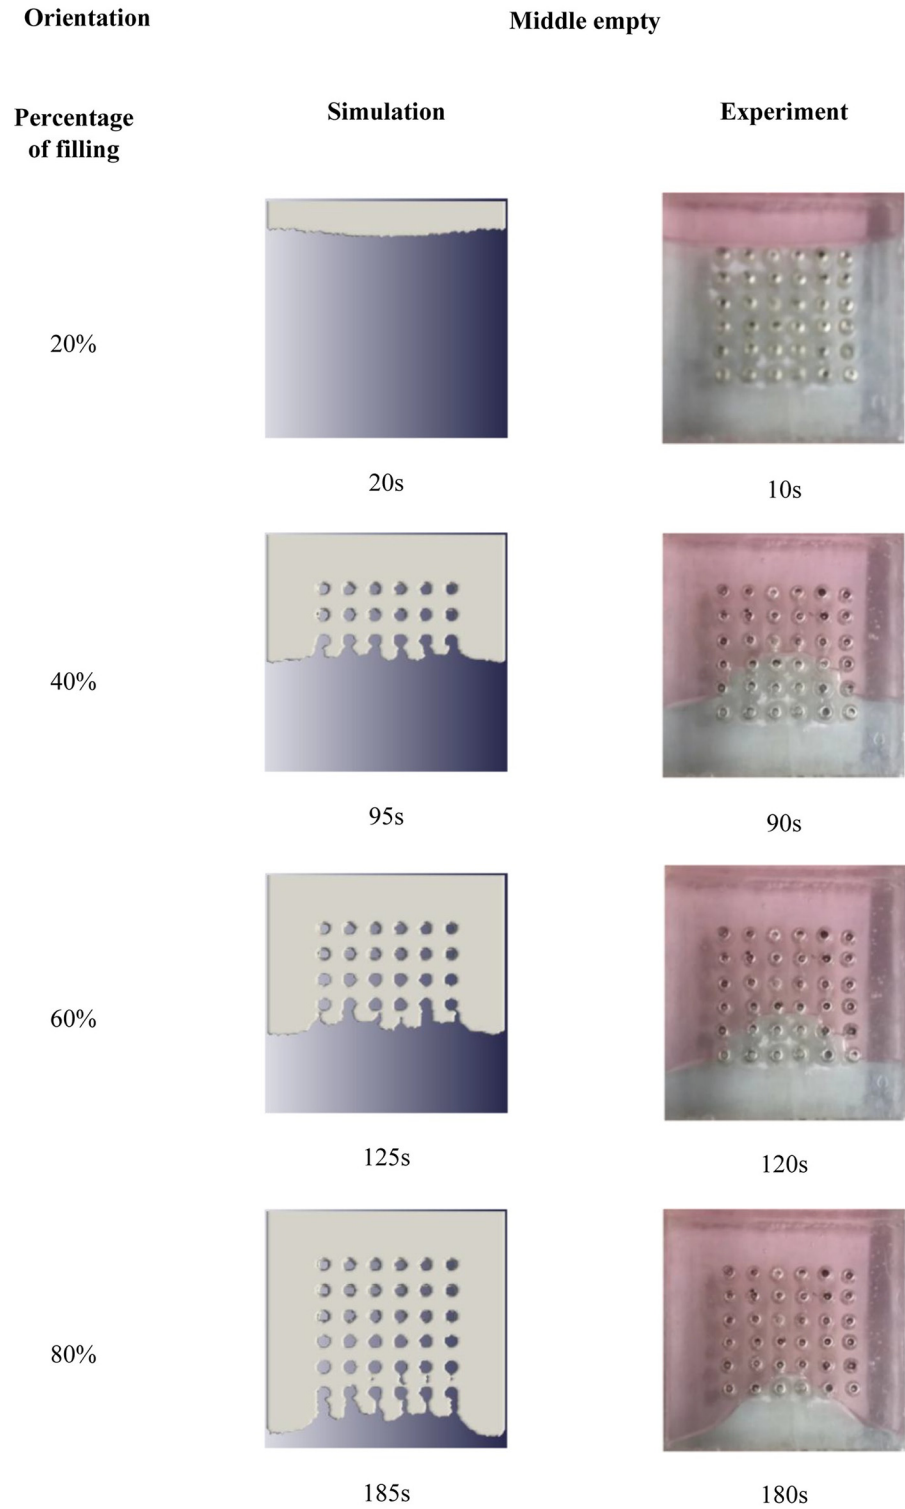 Orientation
Middle empty
Percentage
of filling
Simulation
Experiment
20%
20s
10s
40%
95s
90s
60%
125s
120s
80%
185s
180s